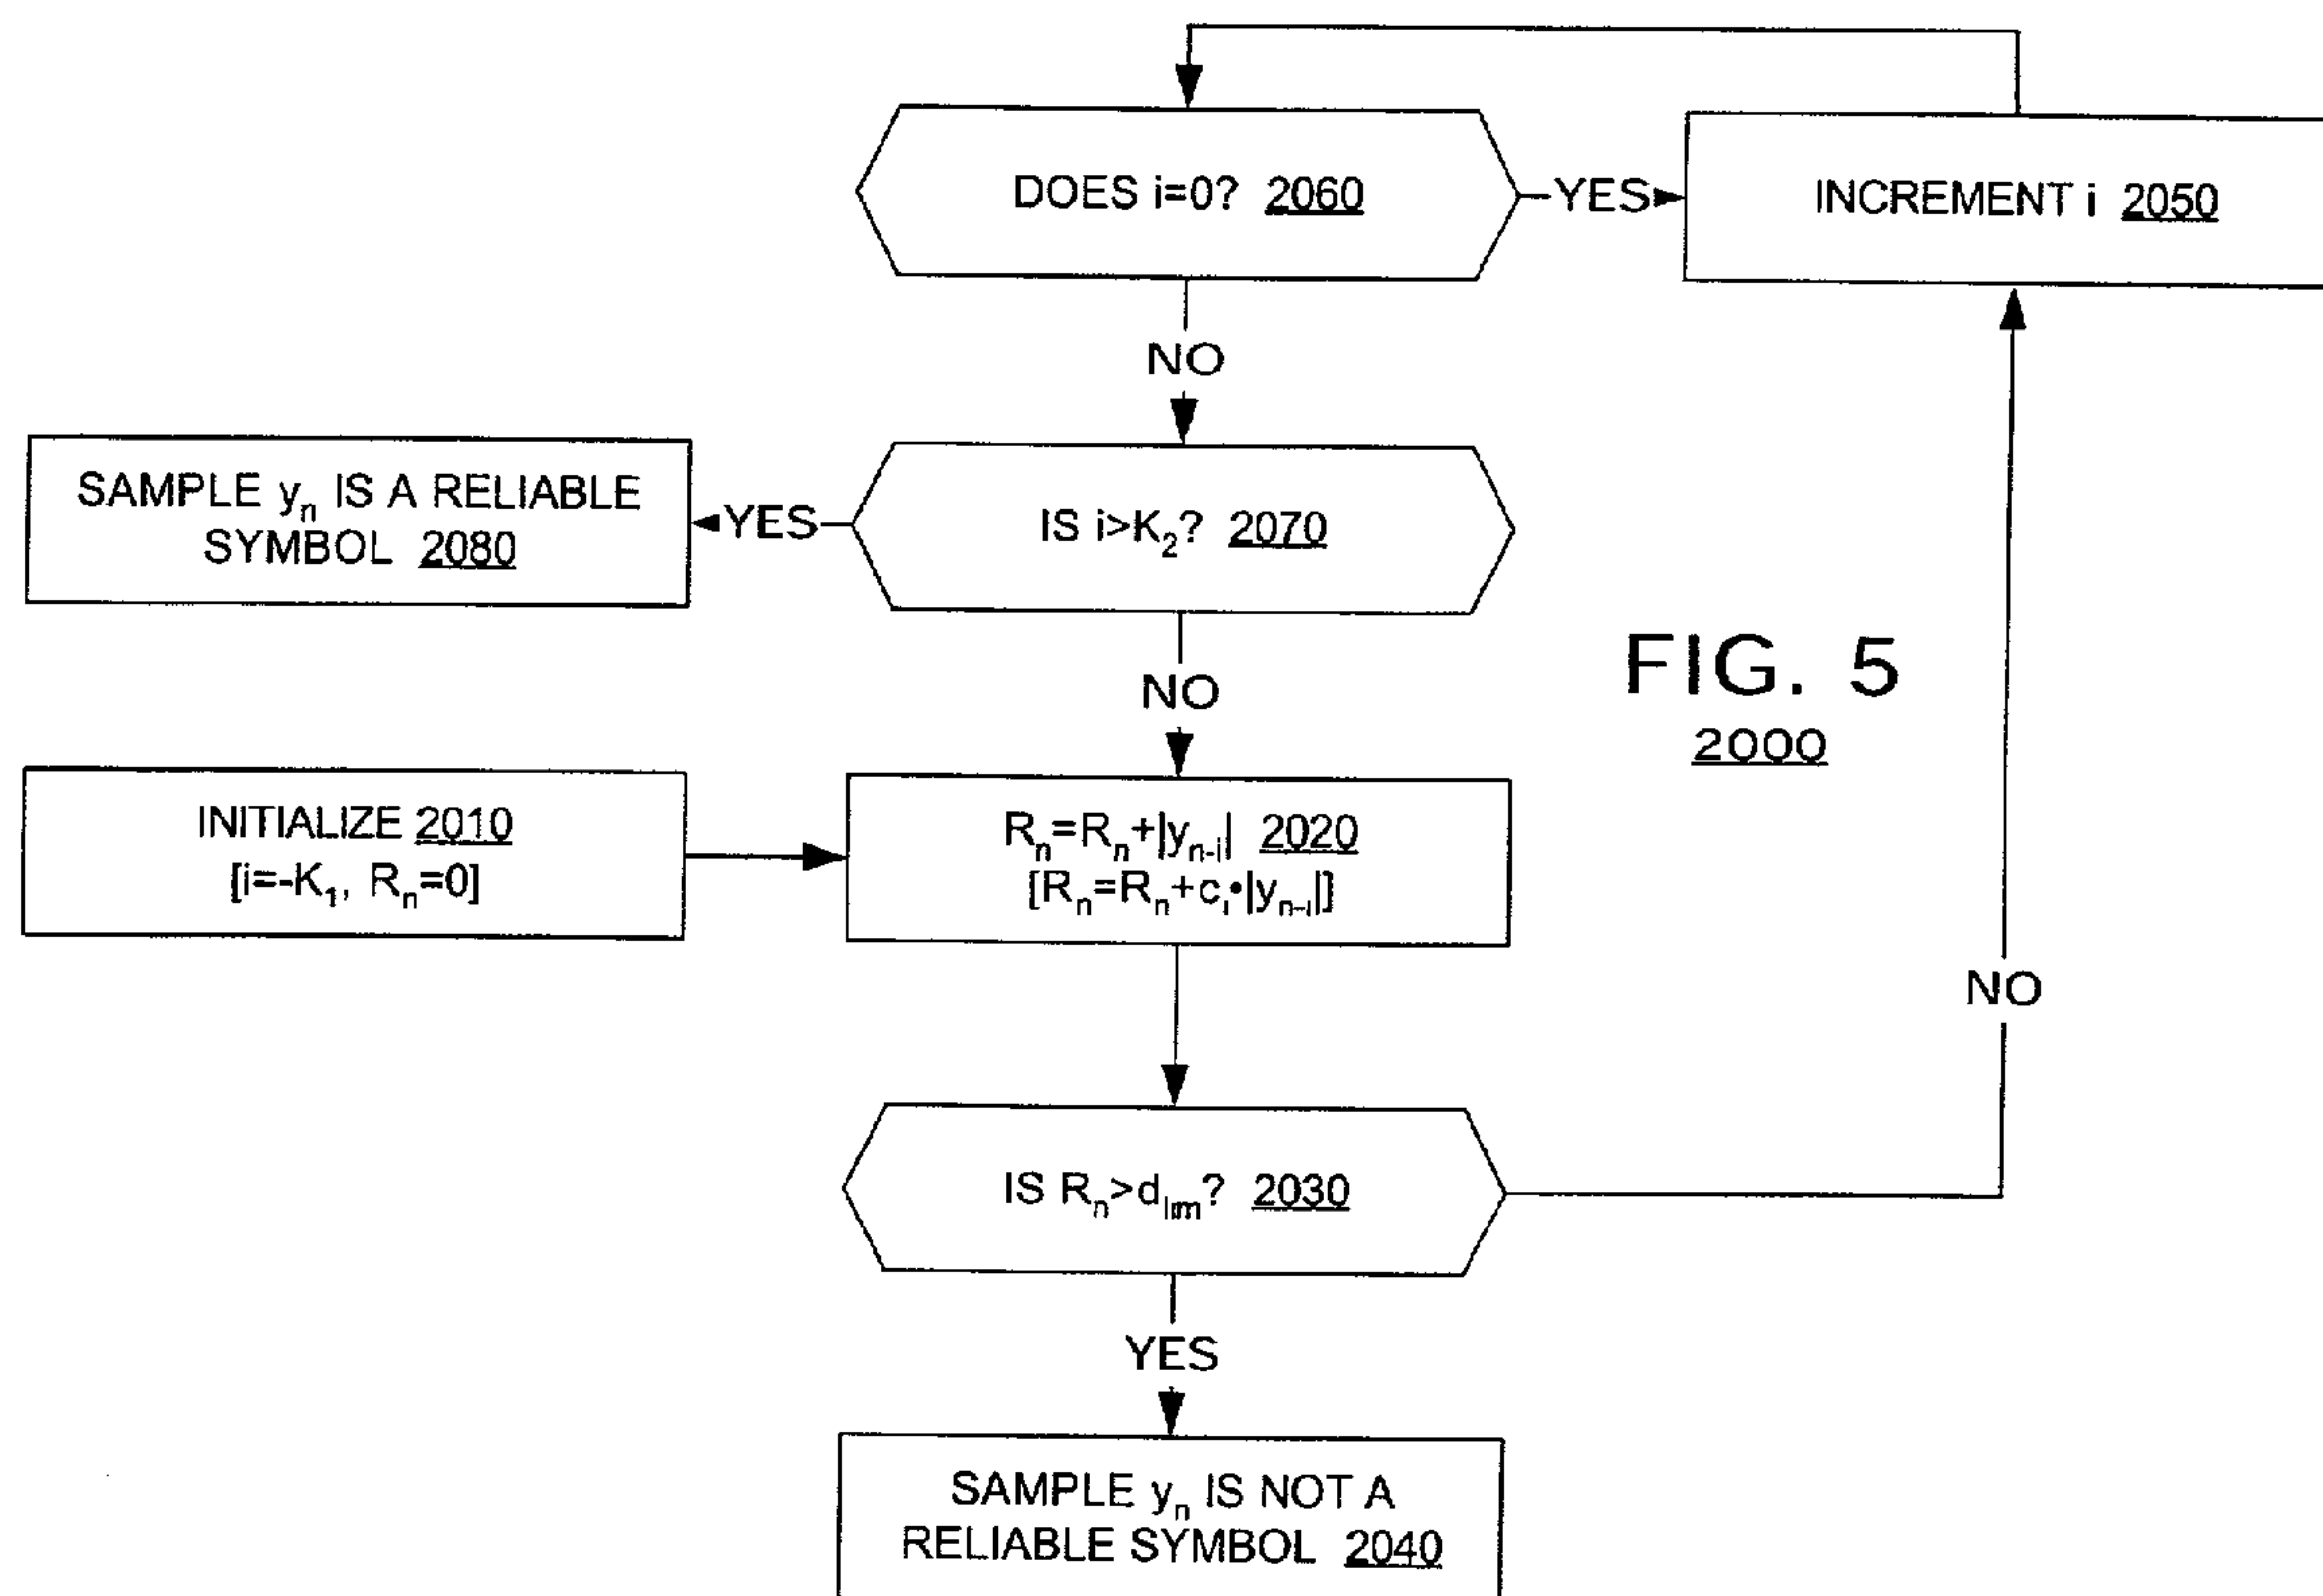 DOES i=0? 2060
YES
INCREMENT i 2050
NO
SAMPLE yₙ IS A RELIABLE
SYMBOL 2080
YES
IS i>K₂? 2070
NO
FIG. 5
2000
INITIALIZE 2010
[i=-K₁, Rₙ=0]
Rₙ=Rₙ+|yₙ₋ᵢ| 2020
[Rₙ=Rₙ+cᵢ•|yₙ₋ᵢ|]
NO
IS Rₙ>dₗᵢₘ? 2030
YES
SAMPLE yₙ IS NOT A
RELIABLE SYMBOL 2040